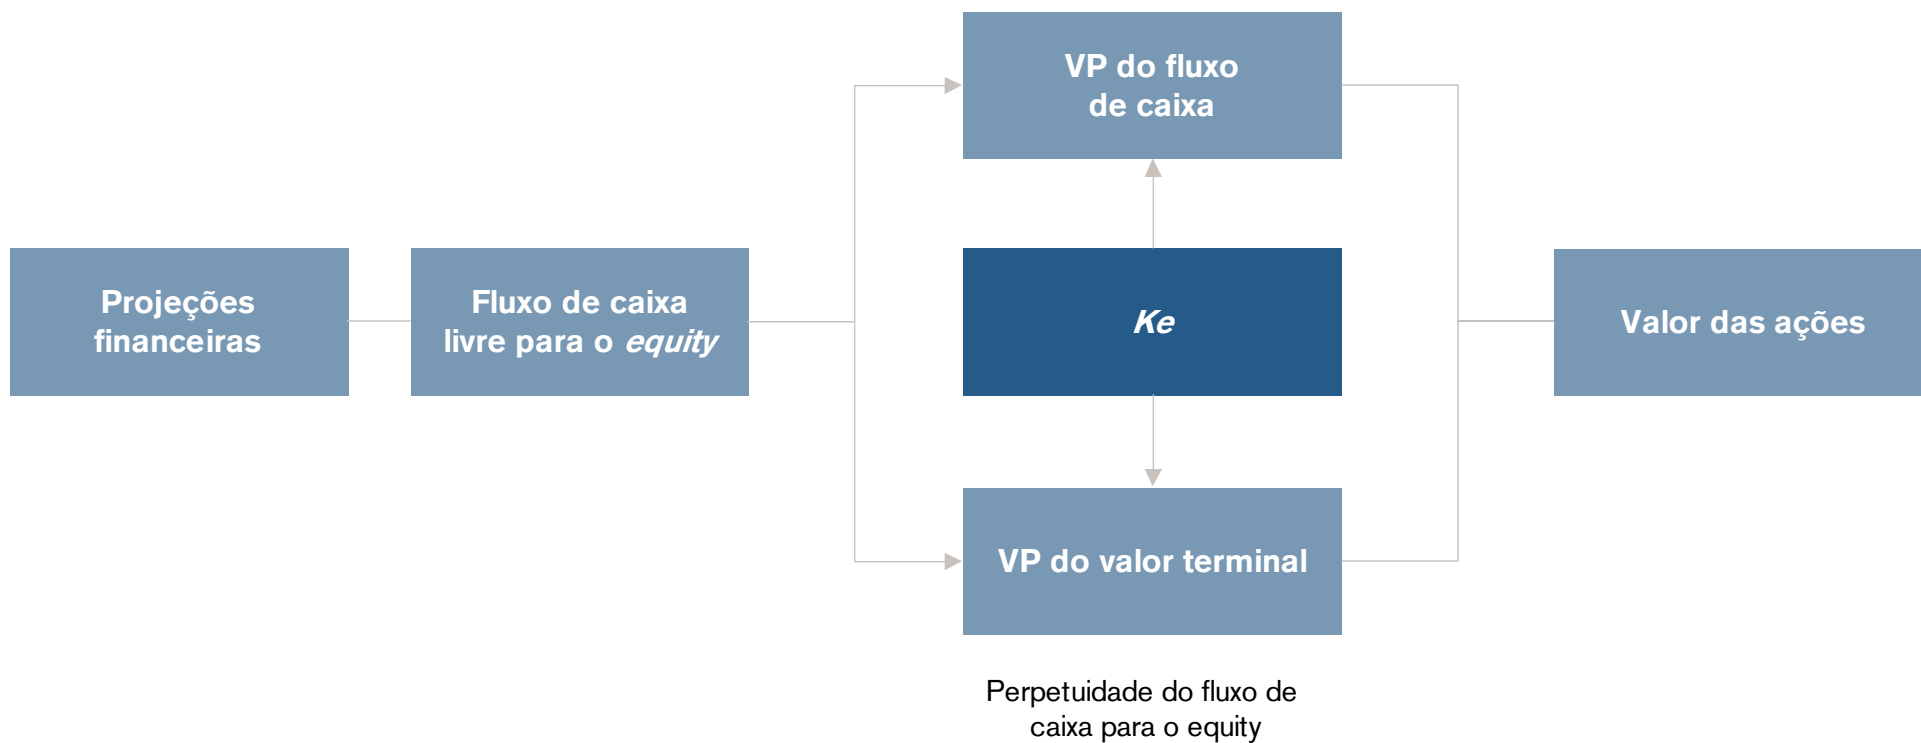 VP do fluxo
de caixa
Projeções
financeiras
Fluxo de caixa
livre para o equity
Ke
Valor das ações
VP do valor terminal
Perpetuidade do fluxo de
caixa para o equity